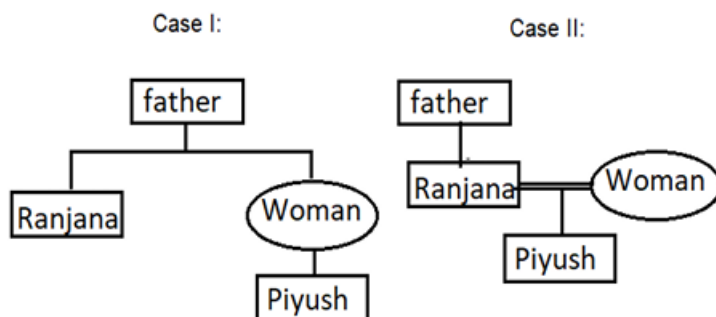 Case I:
father
Ranjana
Woman
Piyush
Case II:
father
Ranjana
Woman
Piyush